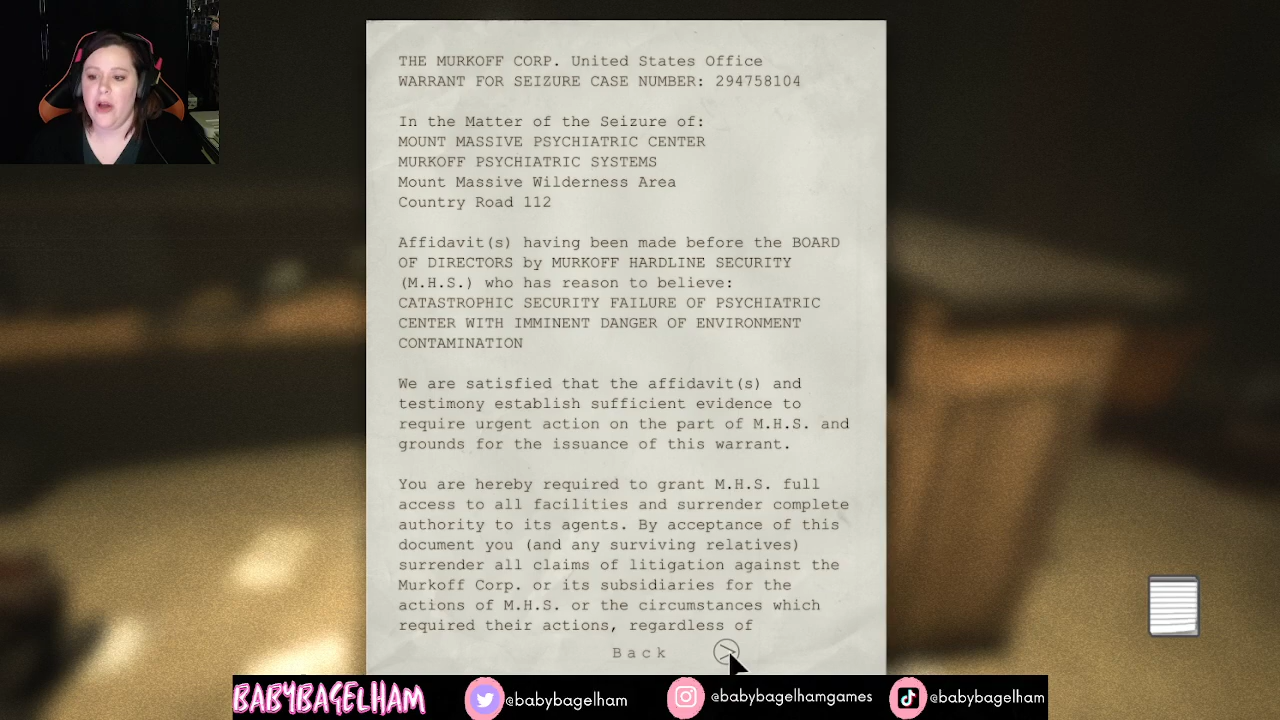 THE MURKOFF CORP. United States Office
WARRANT FOR SEIZURE CASE NUMBER: 294758104
In the Matter of the Seizure of:
MOUNT MASSIVE PSYCHIATRIC CENTER
MURKOFF PSYCHIATRIC SYSTEMS
Mount Massive Wilderness Area
Country Road 112
Affidavit(s) having been made before the BOARD
OF DIRECTORS by MURKOFF HARDLINE SECURITY
(M.H.S.) who has reason to believe:
CATASTROPHIC SECURITY FAILURE OF PSYCHIATRIC
CENTER WITH IMMINENT DANGER OF ENVIRONMENT
CONTAMINATION
We are satisfied that the affidavit(s) and
testimony establish sufficient evidence to
require urgent action on the part of M.H.S. and
grounds for the issuance of this warrant.
You are hereby required to grant M.H.S. full
access to all facilities and surrender complete
authority to its agents. By acceptance of this
document you (and any surviving relatives)
surrender all claims of litigation against the
Murkoff Corp. or its subsidiaries for the
actions of M.H.S. or the circumstances which
required their actions, regardless of
Back >
BABYBAGELHAM @babybagelham @babybagelhamgames @babybagelham